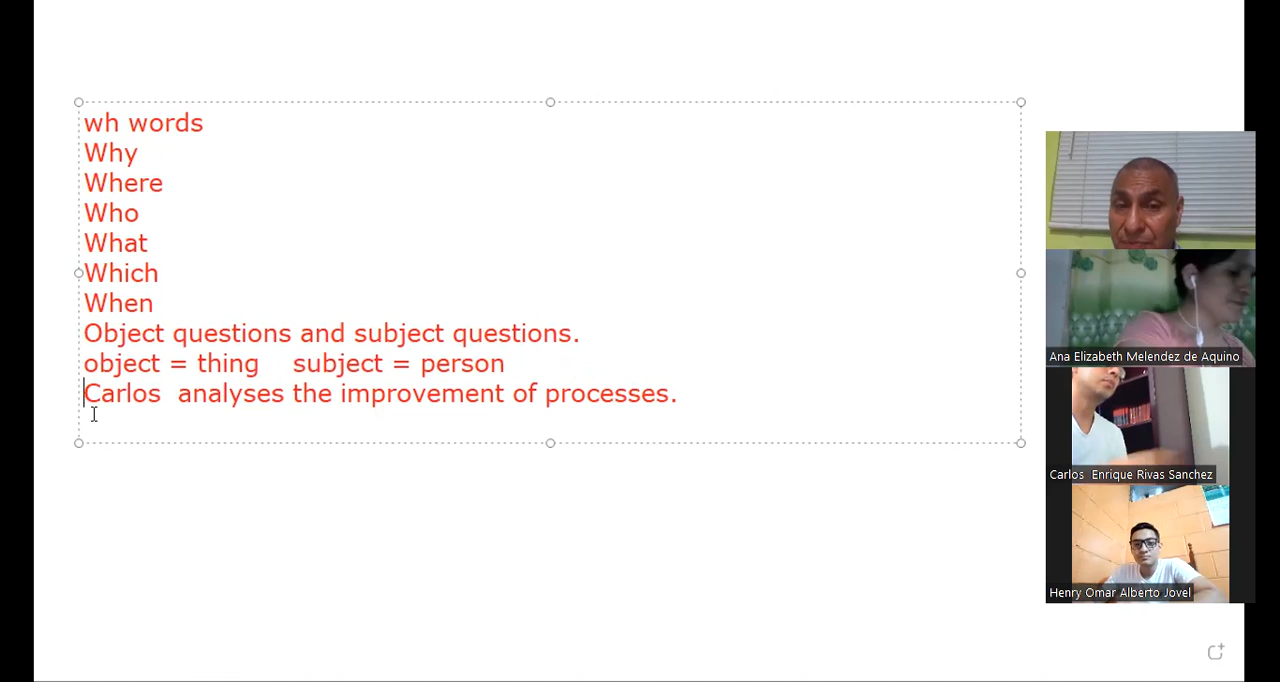 wh words
Why
Where
Who
What
Which
When
Object questions and subject questions.
object = thing    subject = person
Carlos  analyses the improvement of processes.
Ana Elizabeth Melendez de Aquino
Carlos  Enrique Rivas Sanchez
Henry Omar Alberto Jovel